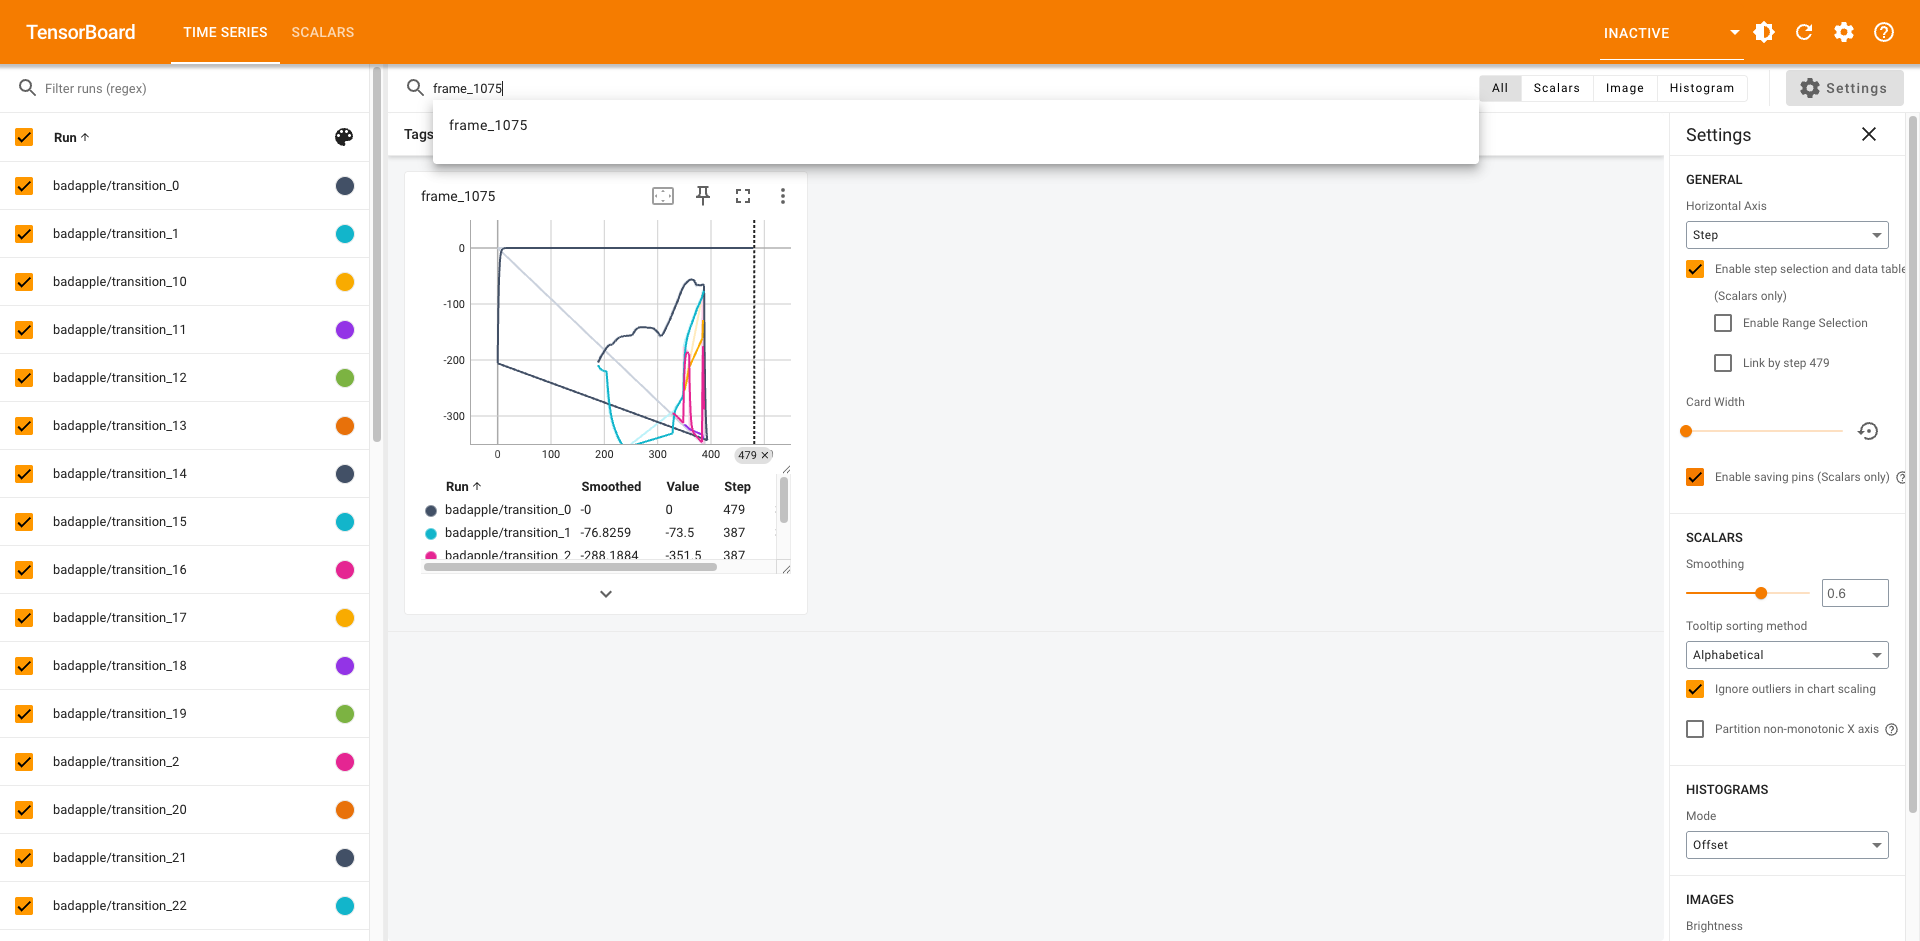 TensorBoard
TIME SERIES
SCALARS
INACTIVE
Filter runs (regex)
frame_1075
All
Scalars
Image
Histogram
Settings
frame_1075
Run
Tags
Settings
badapple/transition_0
badapple/transition_1
badapple/transition_10
badapple/transition_11
badapple/transition_12
badapple/transition_13
badapple/transition_14
badapple/transition_15
badapple/transition_16
badapple/transition_17
badapple/transition_18
badapple/transition_19
badapple/transition_2
badapple/transition_20
badapple/transition_21
badapple/transition_22
frame_1075
0
-100
-200
-300
0 100 200 300 400 479
Run Smoothed Value Step
badapple/transition_0 -0 0 479
badapple/transition_1 -76.8259 -73.5 387
badapple/transition_2 -288.1884 -351.5 387
GENERAL
Horizontal Axis
Step
Enable step selection and data table
(Scalars only)
Enable Range Selection
Link by step 479
Card Width
Enable saving pins (Scalars only)
SCALARS
Smoothing
0.6
Tooltip sorting method
Alphabetical
Ignore outliers in chart scaling
Partition non-monotonic X axis
HISTOGRAMS
Mode
Offset
IMAGES
Brightness